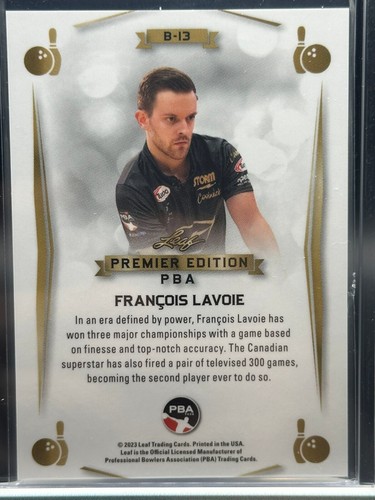 B-13
STORM
Canada
Leaf
PREMIER EDITION
PBA
FRANÇOIS LAVOIE
In an era defined by power, François Lavoie has
won three major championships with a game based
on finesse and top-notch accuracy. The Canadian
superstar has also fired a pair of televised 300 games,
becoming the second player ever to do so.
PBA
© 2023 Leaf Trading Cards. Printed in the USA.
Leaf is the Official Licensed Manufacturer of
Professional Bowlers Association (PBA) Trading Cards.